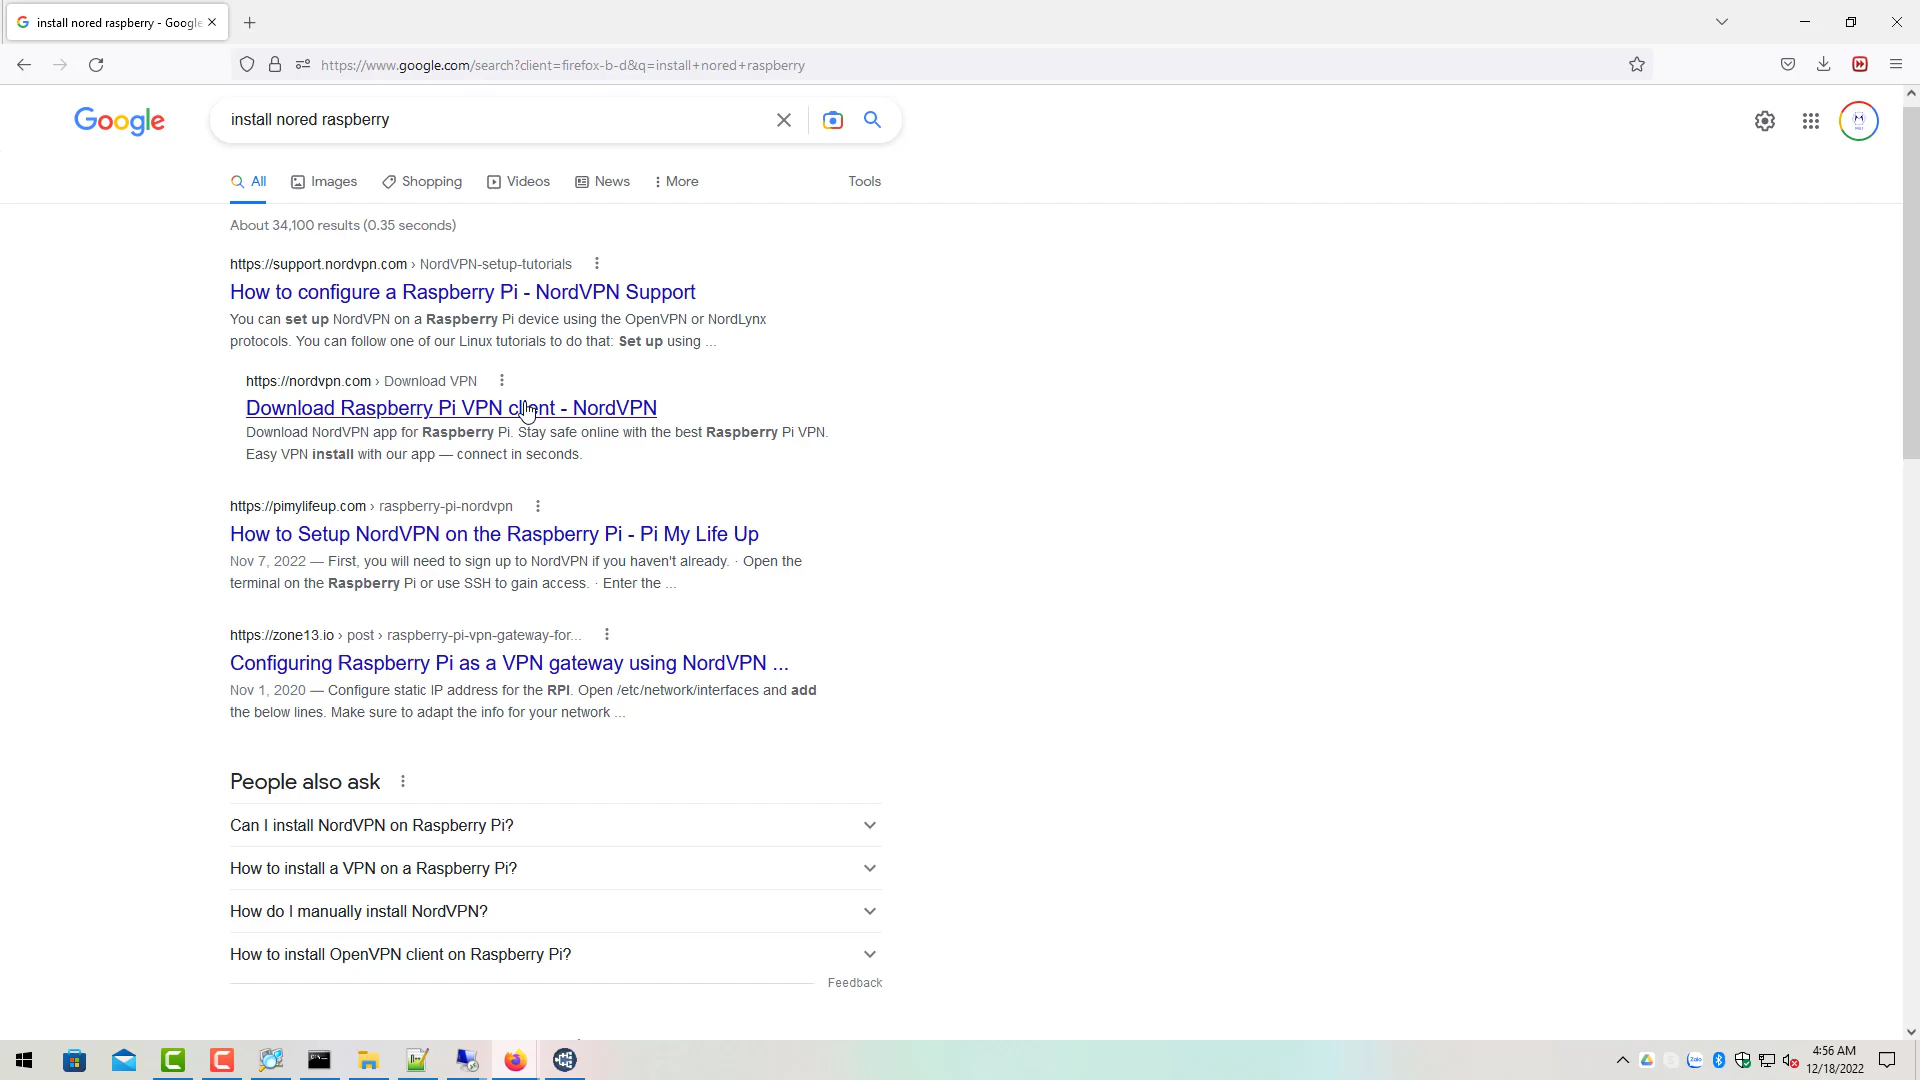 install nored raspberry - Google
https://www.google.com/search?client=firefox-b-d&q=install+nored+raspberry
Google
install nored raspberry
All
Images
Shopping
Videos
News
More
Tools
About 34,100 results (0.35 seconds)
https://support.nordvpn.com › NordVPN-setup-tutorials
How to configure a Raspberry Pi - NordVPN Support
You can set up NordVPN on a Raspberry Pi device using the OpenVPN or NordLynx
protocols. You can follow one of our Linux tutorials to do that: Set up using ...
https://nordvpn.com › Download VPN
Download Raspberry Pi VPN client - NordVPN
Download NordVPN app for Raspberry Pi. Stay safe online with the best Raspberry Pi VPN.
Easy VPN install with our app — connect in seconds.
https://pimylifeup.com › raspberry-pi-nordvpn
How to Setup NordVPN on the Raspberry Pi - Pi My Life Up
Nov 7, 2022 — First, you will need to sign up to NordVPN if you haven't already. · Open the
terminal on the Raspberry Pi or use SSH to gain access. · Enter the ...
https://zone13.io › post › raspberry-pi-vpn-gateway-for...
Configuring Raspberry Pi as a VPN gateway using NordVPN ...
Nov 1, 2020 — Configure static IP address for the RPI. Open /etc/network/interfaces and add
the below lines. Make sure to adapt the info for your network ...
People also ask
Can I install NordVPN on Raspberry Pi?
How to install a VPN on a Raspberry Pi?
How do I manually install NordVPN?
How to install OpenVPN client on Raspberry Pi?
Feedback
Zalo
4:56 AM
12/18/2022